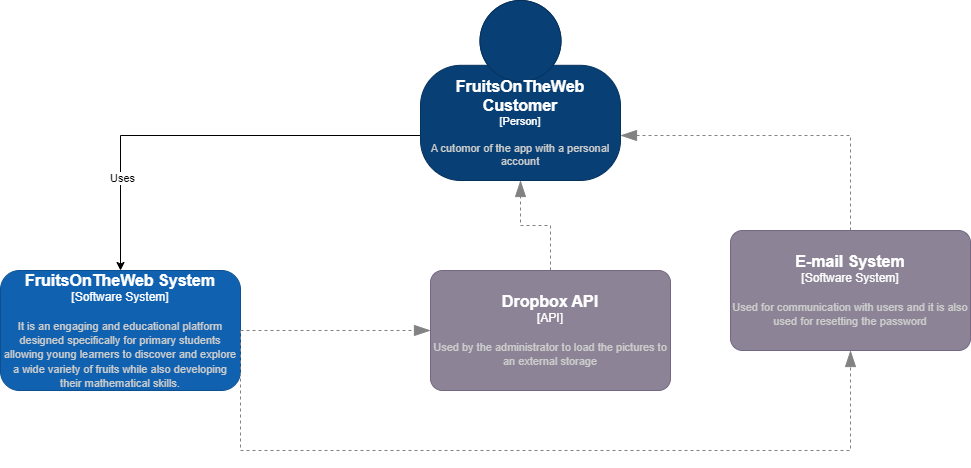 FruitsOnTheWeb
Customer
[Person]
A cutomor of the app with a personal
account
Uses
FruitsOnTheWeb System
[Software System]
It is an engaging and educational platform
designed specifically for primary students
allowing young learners to discover and explore
a wide variety of fruits while also developing
their mathematical skills.
Dropbox API
[API]
Used by the administrator to load the pictures to
an external storage
E-mail System
[Software System]
Used for communication with users and it is also
used for resetting the password